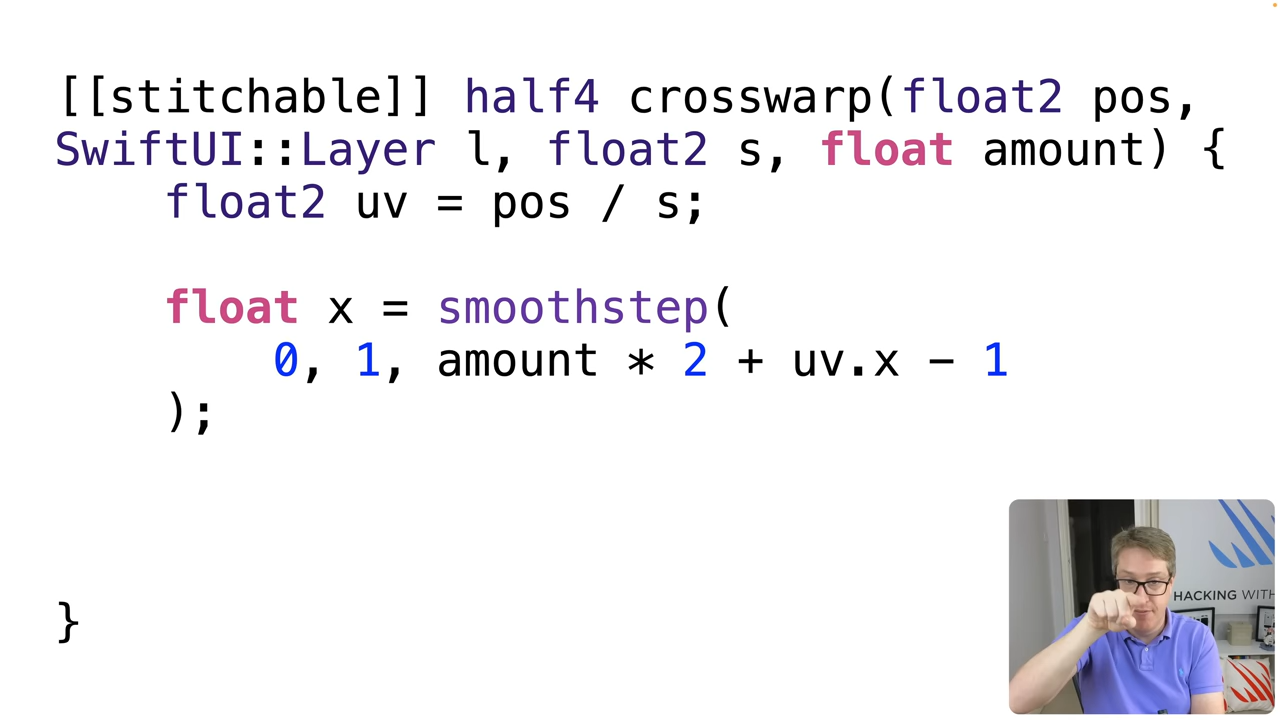 [[stitchable]] half4 crosswarp(float2 pos,
SwiftUI::Layer l, float2 s, float amount) {
float2 uv = pos / s;
float x = smoothstep(
0, 1, amount * 2 + uv.x - 1
);
}
HACKING WITH